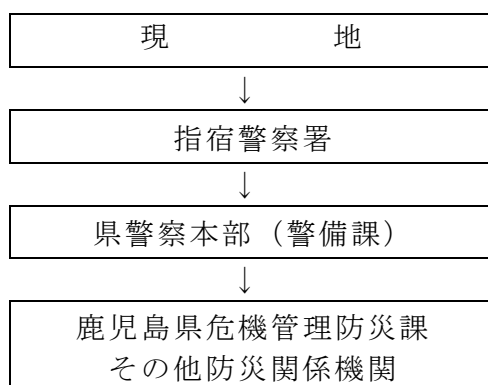 現　　　　　地
↓
指宿警察署
↓
県警察本部（警備課）
↓
鹿児島県危機管理防災課
その他防災関係機関